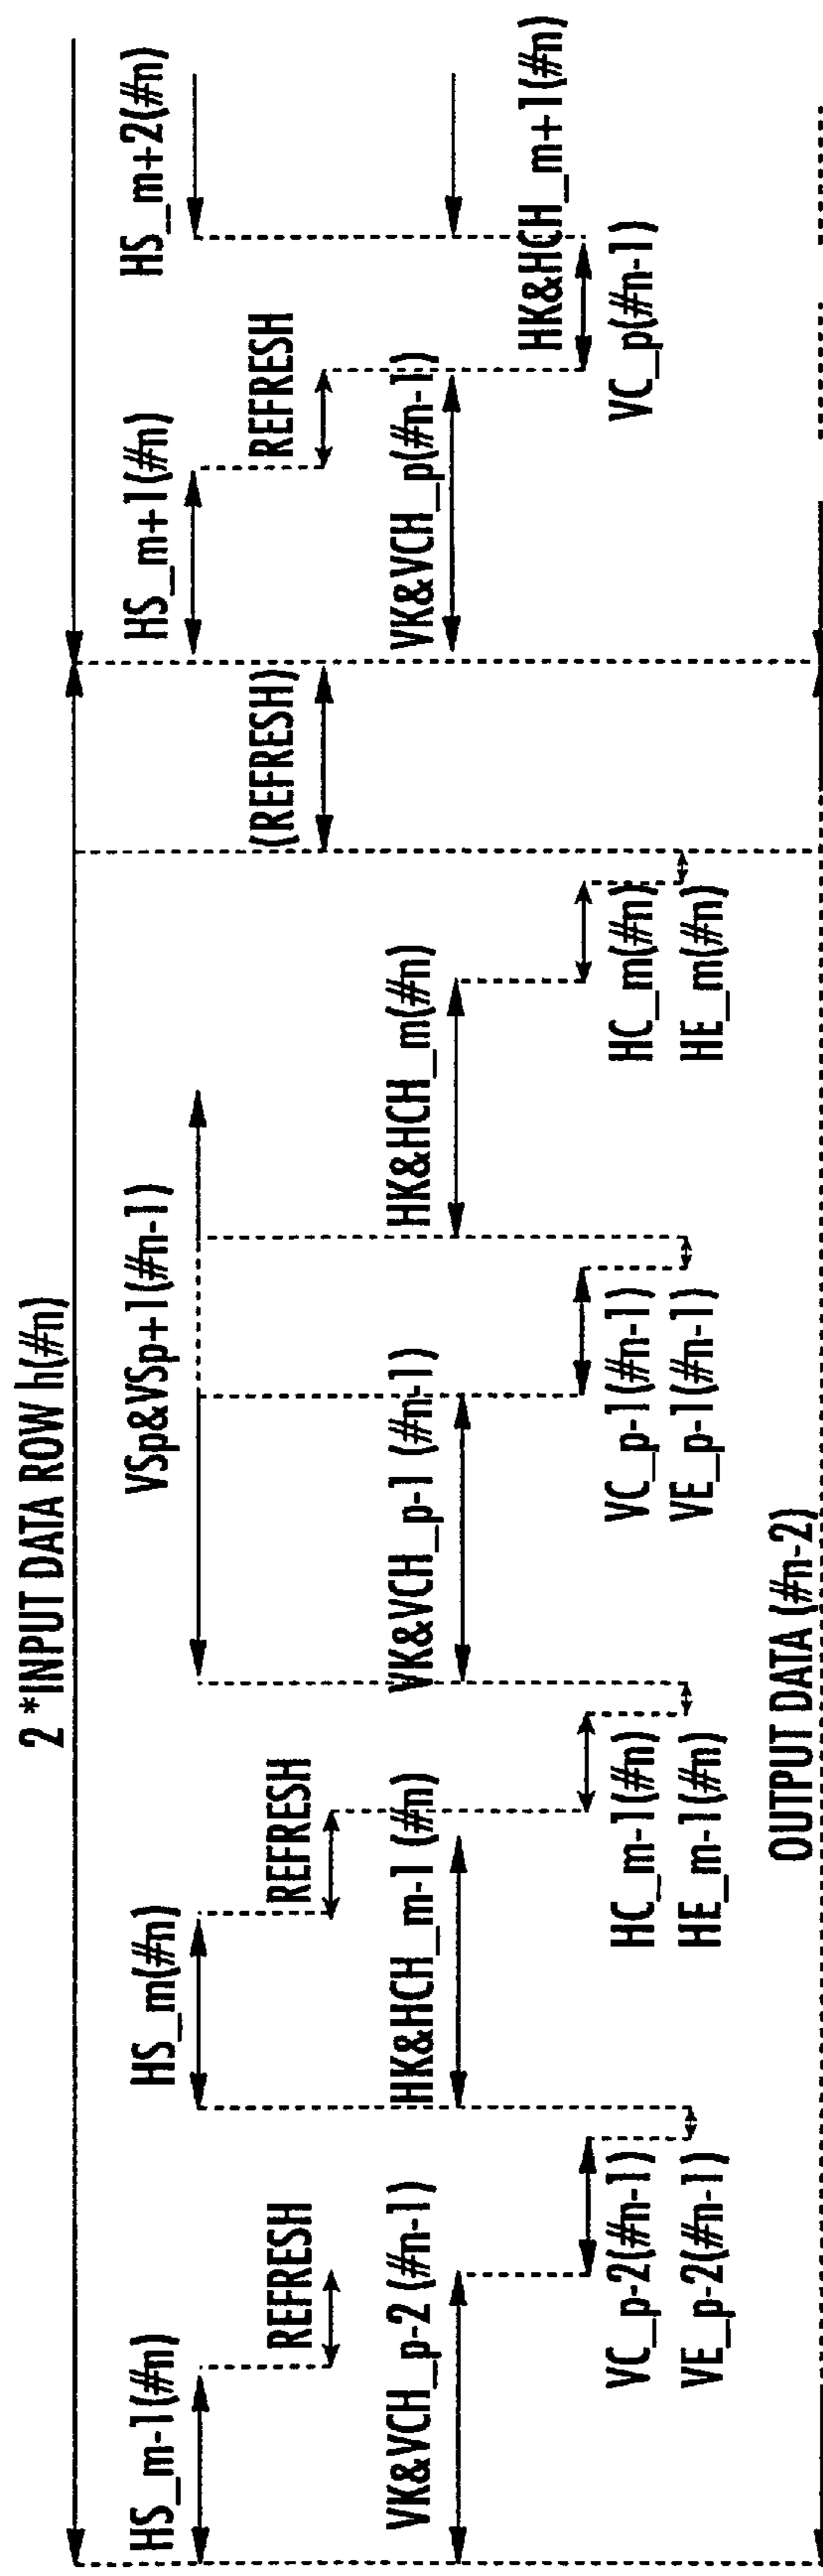 2 *INPUT DATA ROW h(#n)
HS_m-1(#n)
HS_m(#n)
VSp&VSp+1(#n-1)
HS_m+1(#n)
HS_m+2(#n)
REFRESH
REFRESH
(REFRESH)
REFRESH
VK&VCH_p-2 (#n-1)
HK&HCH_m-1 (#n)
VK&VCH_p-1 (#n-1)
HK&HCH_m(#n)
VK&VCH_p(#n-1)
HK&HCH_m+1(#n)
VC_p-2(#n-1)
VE_p-2(#n-1)
HC_m-1(#n)
HE_m-1(#n)
VC_p-1(#n-1)
VE_p-1(#n-1)
HC_m(#n)
HE_m(#n)
VC_p(#n-1)
OUTPUT DATA (#n-2)